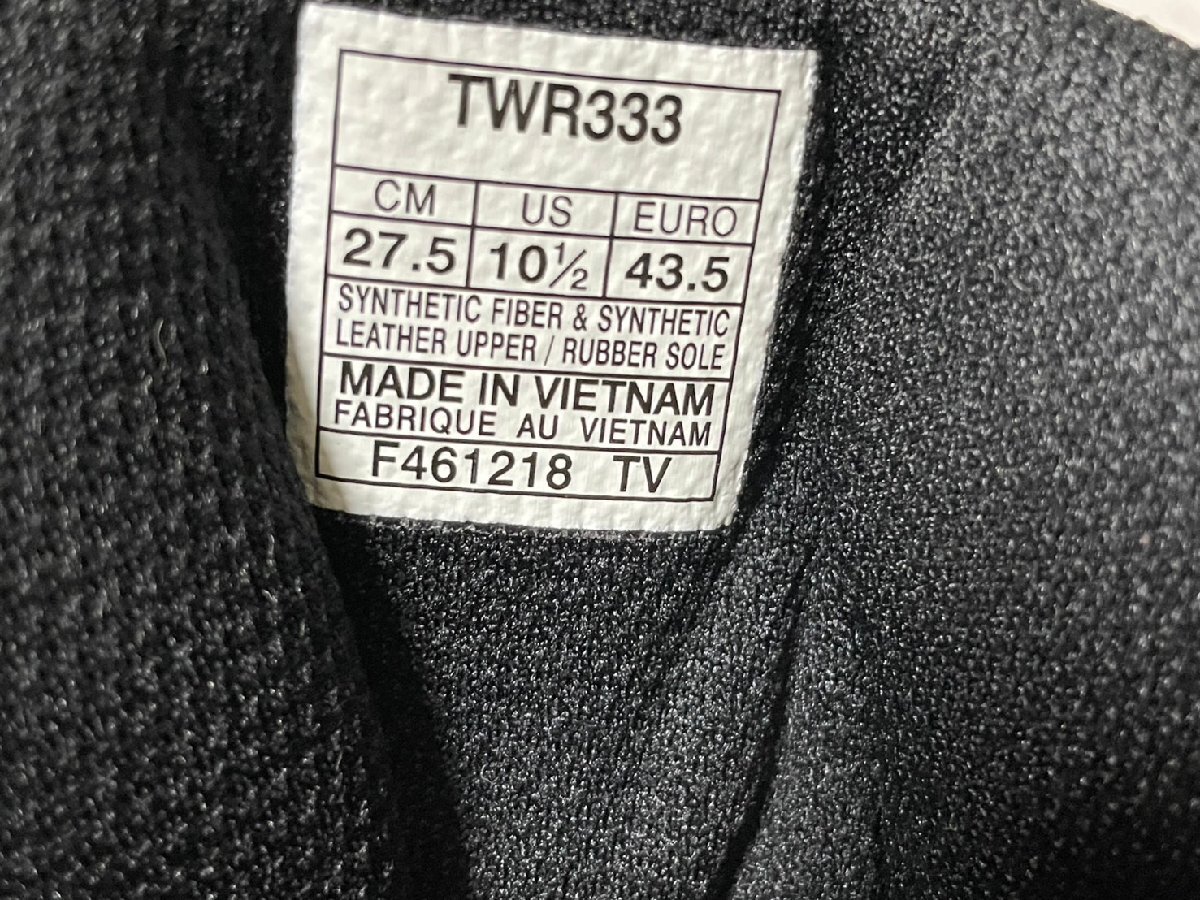 TWR333
CM US EURO
27.5 10½ 43.5
SYNTHETIC FIBER & SYNTHETIC
LEATHER UPPER / RUBBER SOLE
MADE IN VIETNAM
FABRIQUE AU VIETNAM
F461218 TV